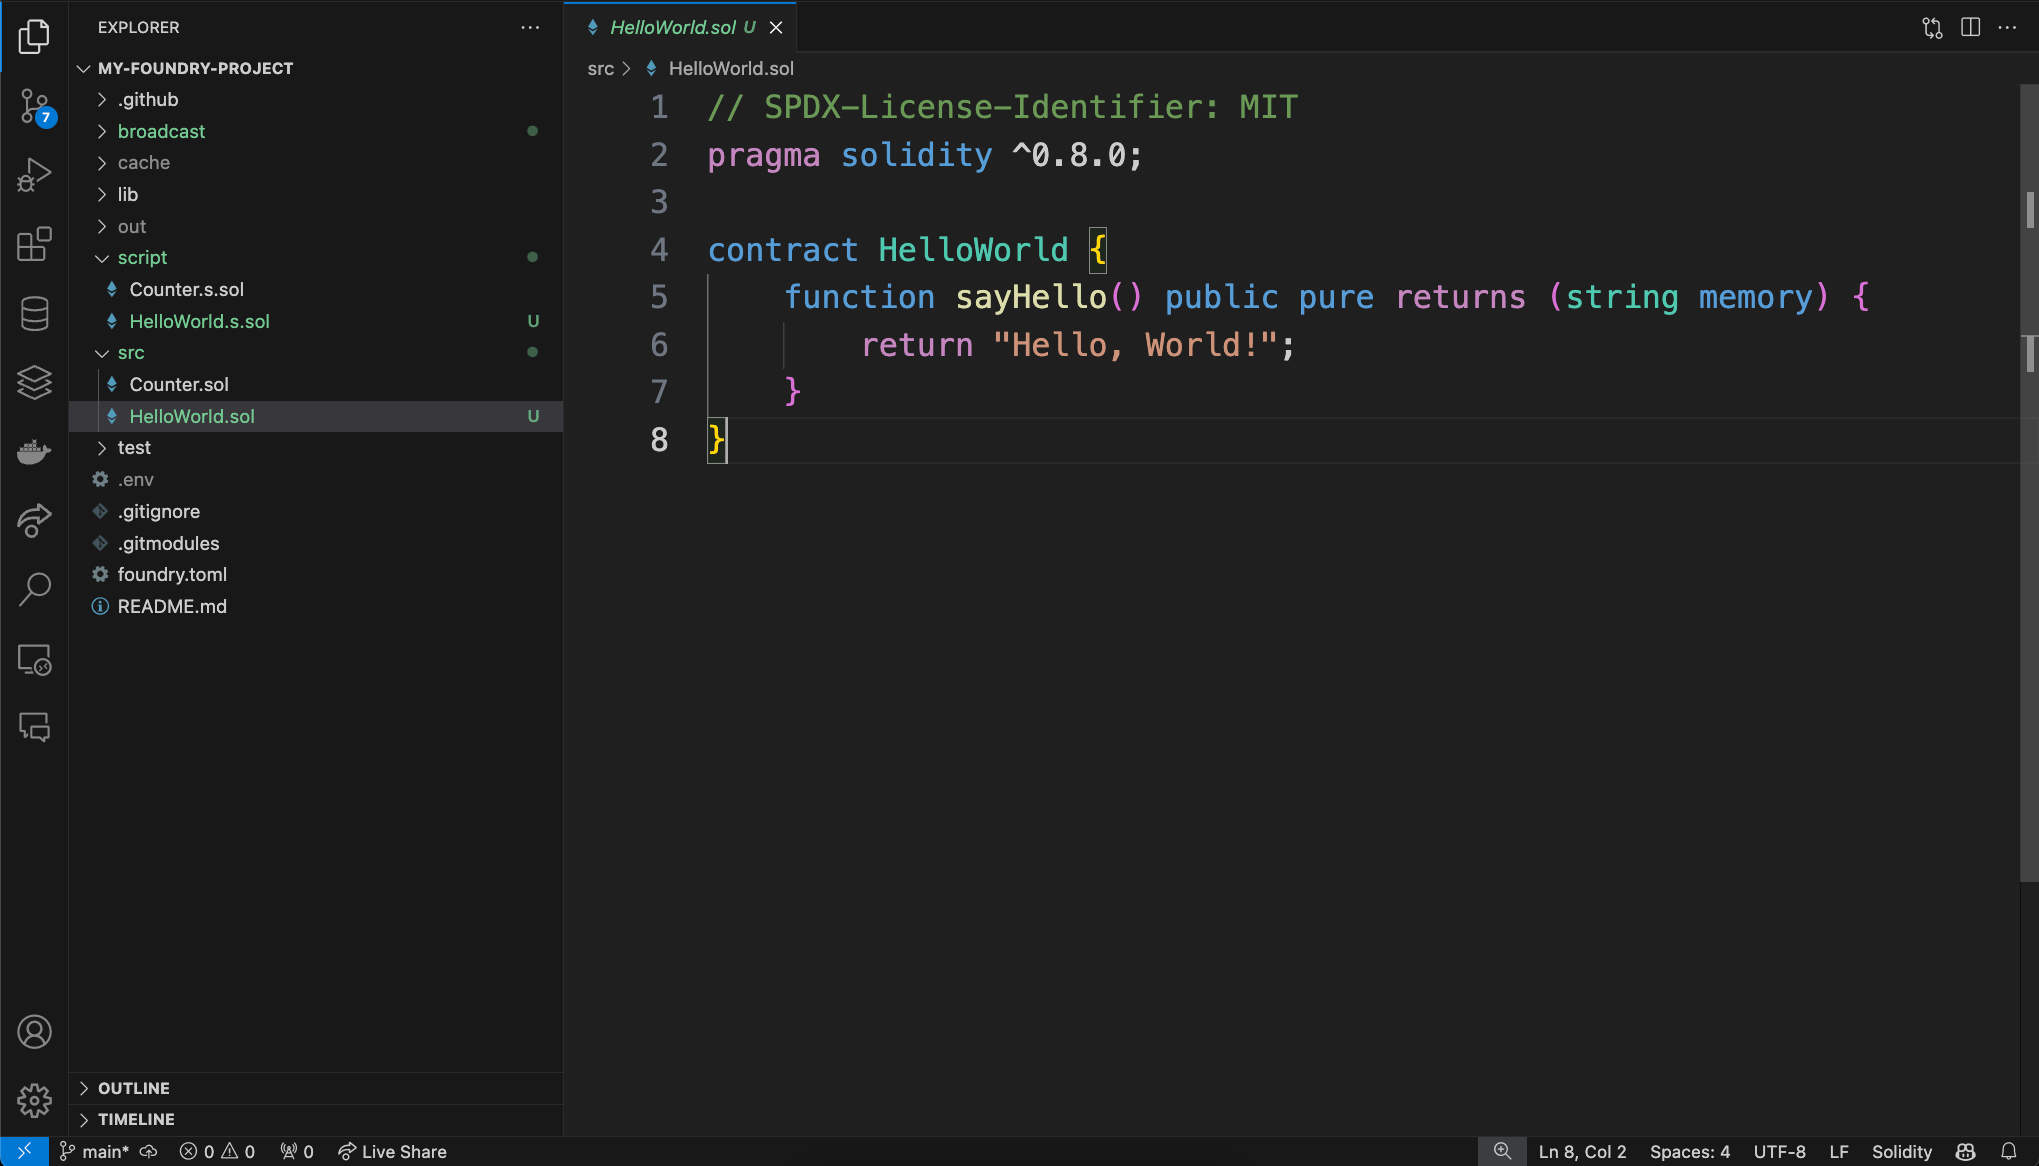 EXPLORER
MY-FOUNDRY-PROJECT
.github
broadcast
cache
lib
out
script
Counter.s.sol
HelloWorld.s.sol U
src
Counter.sol
HelloWorld.sol U
test
.env
.gitignore
.gitmodules
foundry.toml
README.md
OUTLINE
TIMELINE
7
HelloWorld.sol U
src > HelloWorld.sol
1 // SPDX-License-Identifier: MIT
2 pragma solidity ^0.8.0;
3
4 contract HelloWorld {
5 function sayHello() public pure returns (string memory) {
6 return "Hello, World!";
7 }
8 }
main* 0 0 0 Live Share Ln 8, Col 2 Spaces: 4 UTF-8 LF Solidity